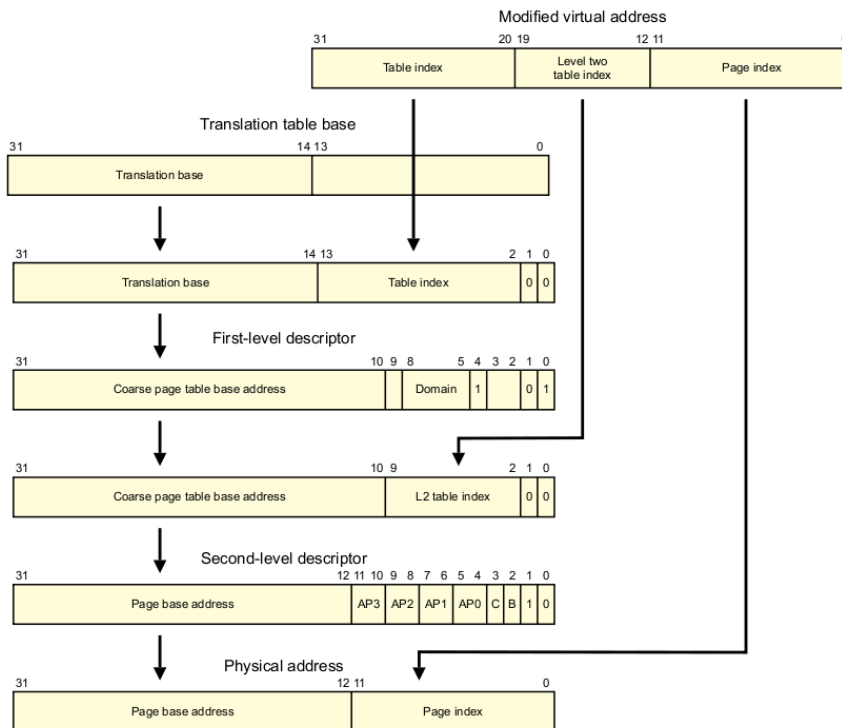 Modified virtual address
31 20 19 12 11
Table index
Level two
table index
Page index
Translation table base
31 14 13 0
Translation base
31 14 13 2 1 0
Translation base Table index 0 0
First-level descriptor
31 10 9 8 5 4 3 2 1 0
Coarse page table base address Domain 1 0 1
31 10 9 2 1 0
Coarse page table base address L2 table index 0 0
Second-level descriptor
31 12 11 10 9 8 7 6 5 4 3 2 1 0
Page base address AP3 AP2 AP1 AP0 C B 1 0
Physical address
31 12 11 0
Page base address Page index